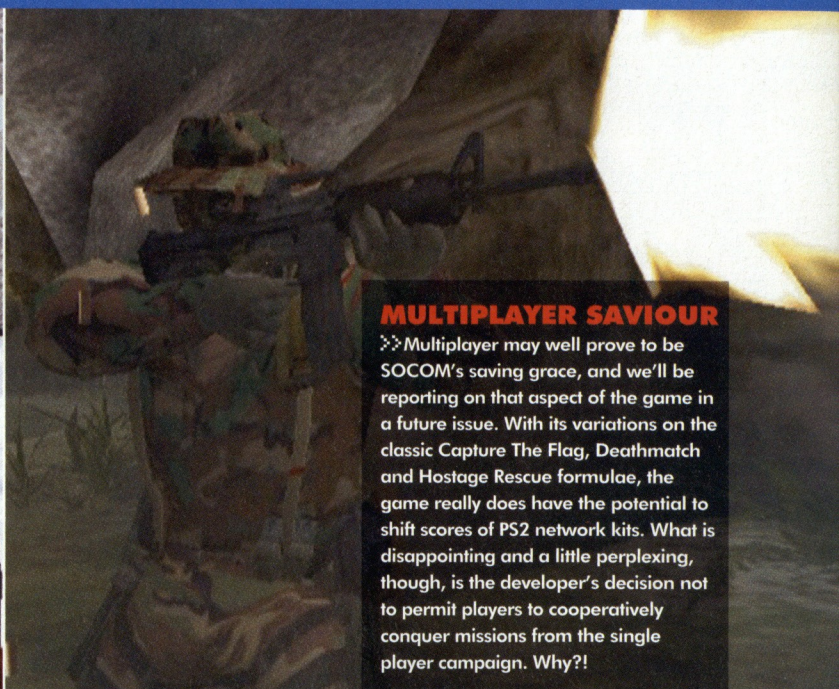 MULTIPLAYER SAVIOUR
>>Multiplayer may well prove to be
SOCOM's saving grace, and we'll be
reporting on that aspect of the game in
a future issue. With its variations on the
classic Capture The Flag, Deathmatch
and Hostage Rescue formulae, the
game really does have the potential to
shift scores of PS2 network kits. What is
disappointing and a little perplexing,
though, is the developer's decision not
to permit players to cooperatively
conquer missions from the single
player campaign. Why?!